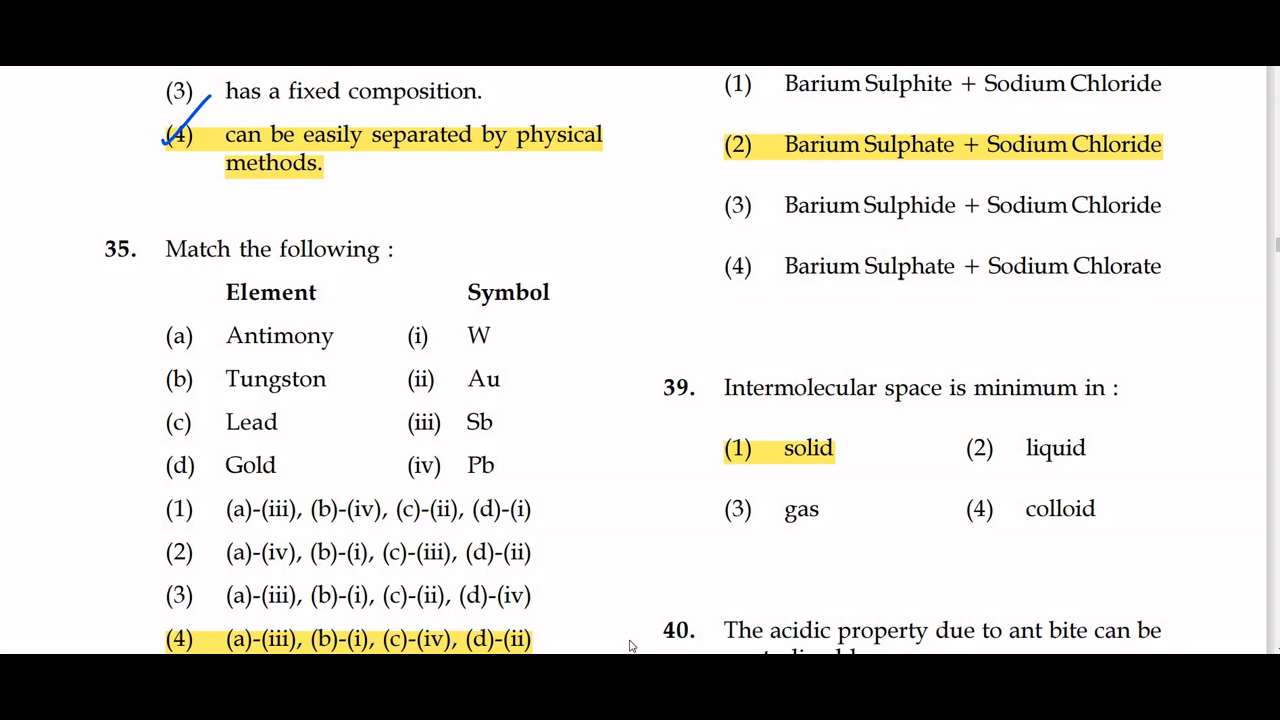 (3) has a fixed composition.
(4) can be easily separated by physical
methods.
35. Match the following :
Element Symbol
(a) Antimony (i) W
(b) Tungston (ii) Au
(c) Lead (iii) Sb
(d) Gold (iv) Pb
(1) (a)-(iii), (b)-(iv), (c)-(ii), (d)-(i)
(2) (a)-(iv), (b)-(i), (c)-(iii), (d)-(ii)
(3) (a)-(iii), (b)-(i), (c)-(ii), (d)-(iv)
(4) (a)-(iii), (b)-(i), (c)-(iv), (d)-(ii)
(1) Barium Sulphite + Sodium Chloride
(2) Barium Sulphate + Sodium Chloride
(3) Barium Sulphide + Sodium Chloride
(4) Barium Sulphate + Sodium Chlorate
39. Intermolecular space is minimum in :
(1) solid (2) liquid
(3) gas (4) colloid
40. The acidic property due to ant bite can be